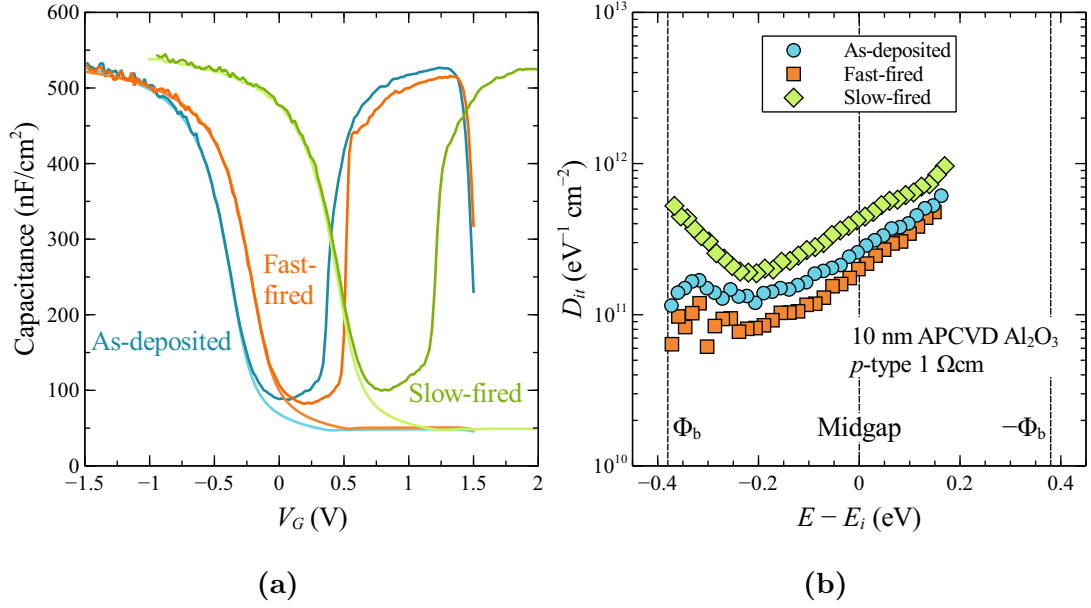 (a)
Capacitance (nF/cm²)
600
500
400
300
200
100
0
As-deposited
Fast-
fired
Slow-fired
−1.5 −1 −0.5 0 0.5 1 1.5 2
V_G (V)
(a)
(b)
D_it (eV⁻¹ cm⁻²)
10¹³
10¹²
10¹¹
10¹⁰
As-deposited
Fast-fired
Slow-fired
10 nm APCVD Al₂O₃
p-type 1 Ωcm
Φ_b Midgap −Φ_b
−0.4 −0.2 0 0.2 0.4
E − E_i (eV)
(b)